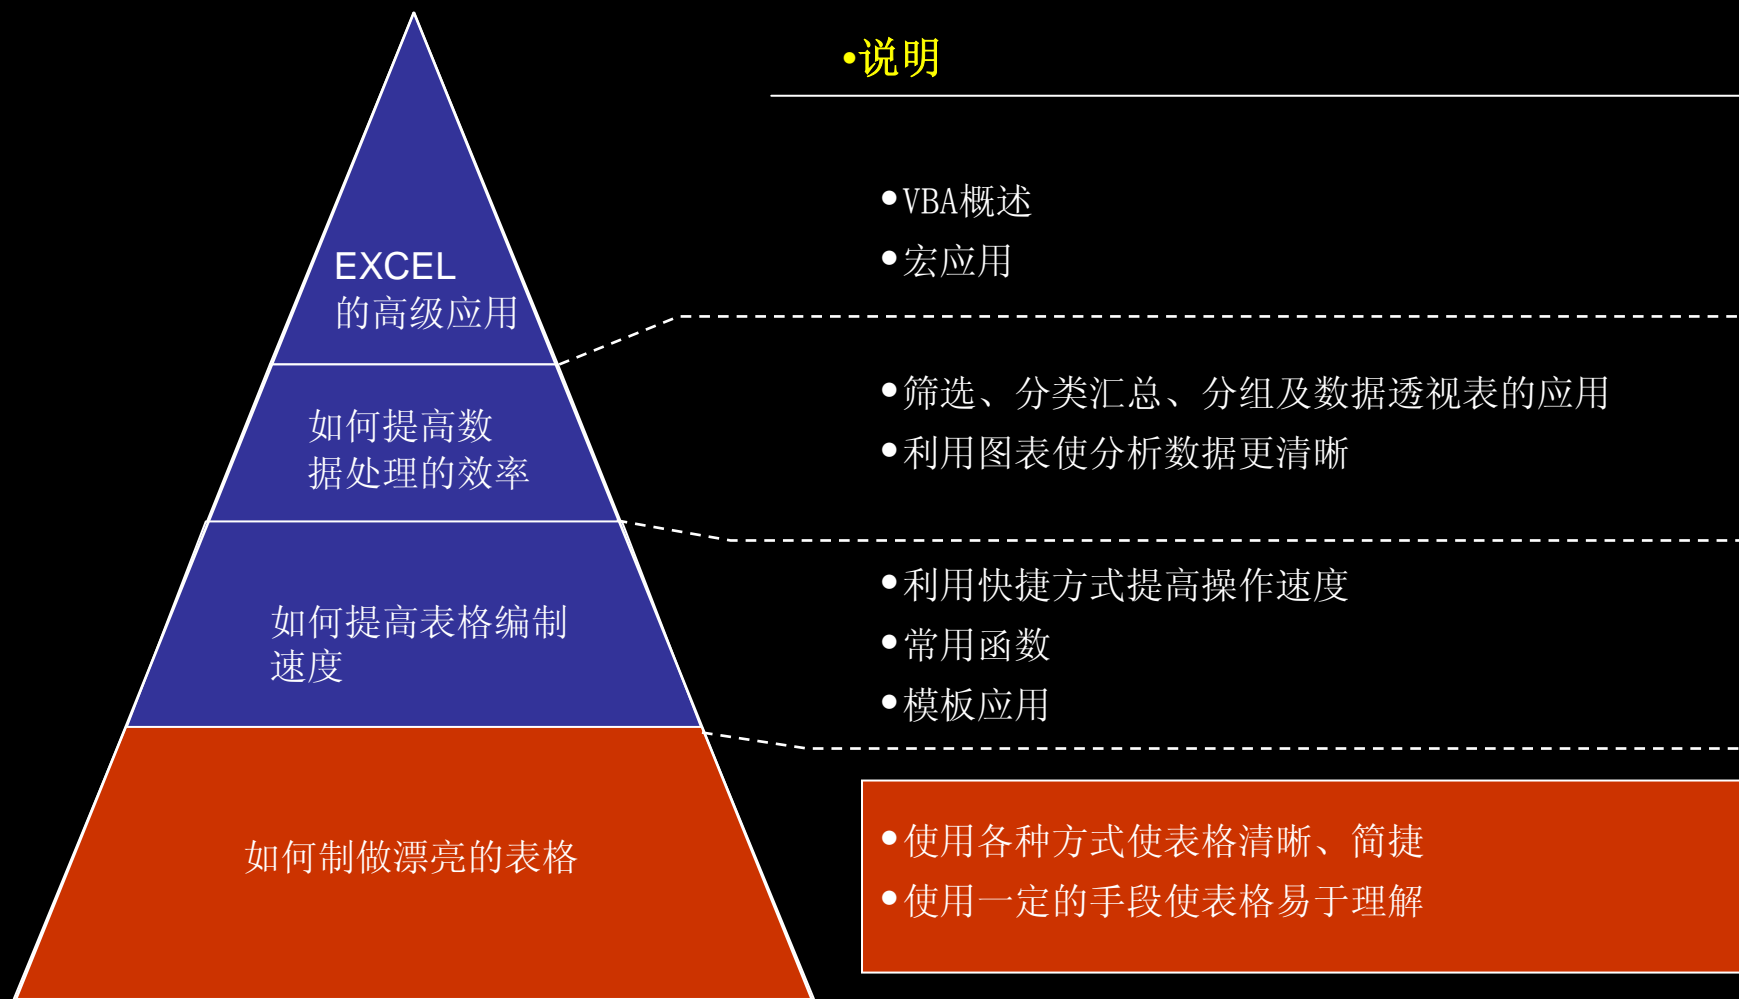 •说明
EXCEL
的高级应用
•VBA概述
•宏应用
如何提高数
据处理的效率
•筛选、分类汇总、分组及数据透视表的应用
•利用图表使分析数据更清晰
如何提高表格编制
速度
•利用快捷方式提高操作速度
•常用函数
•模板应用
如何制做漂亮的表格
•使用各种方式使表格清晰、简捷
•使用一定的手段使表格易于理解